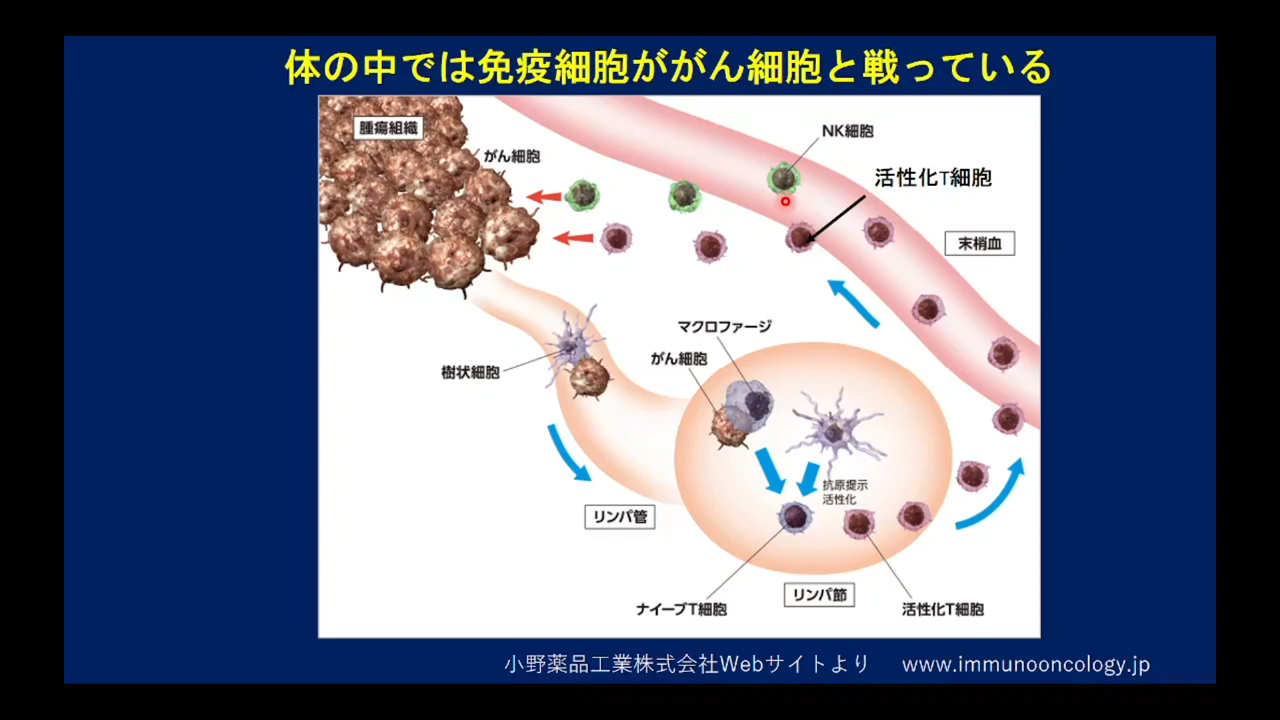 体の中では免疫細胞ががん細胞と戦っている
腫瘍組織
がん細胞
NK細胞
活性化T細胞
末梢血
マクロファージ
がん細胞
樹状細胞
抗原提示
活性化
リンパ管
リンパ節
ナイーブT細胞
活性化T細胞
小野薬品工業株式会社Webサイトより www.immunooncology.jp